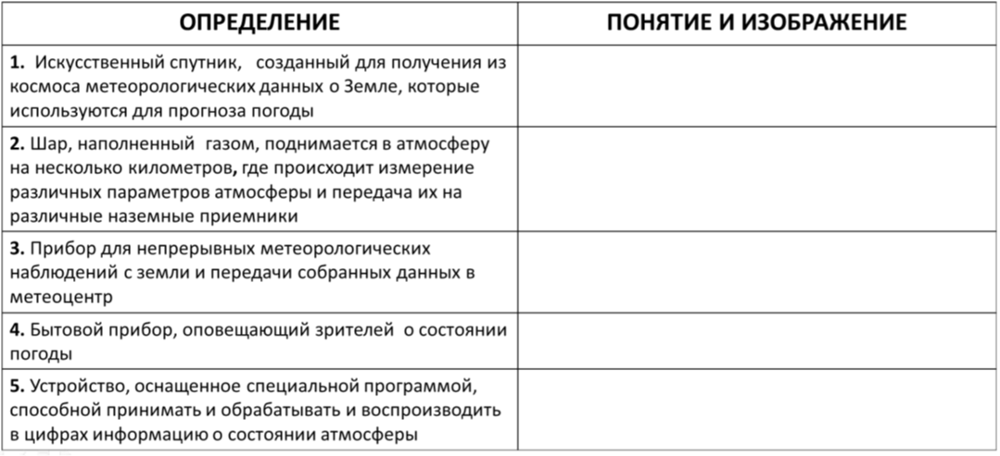 ОПРЕДЕЛЕНИЕ
ПОНЯТИЕ И ИЗОБРАЖЕНИЕ
1. Искусственный спутник, созданный для получения из
космоса метеорологических данных о Земле, которые
используются для прогноза погоды
2. Шар, наполненный газом, поднимается в атмосферу
на несколько километров, где происходит измерение
различных параметров атмосферы и передача их на
различные наземные приемники
3. Прибор для непрерывных метеорологических
наблюдений с земли и передачи собранных данных в
метеоцентр
4. Бытовой прибор, оповещающий зрителей о состоянии
погоды
5. Устройство, оснащенное специальной программой,
способной принимать и обрабатывать и воспроизводить
в цифрах информацию о состоянии атмосферы